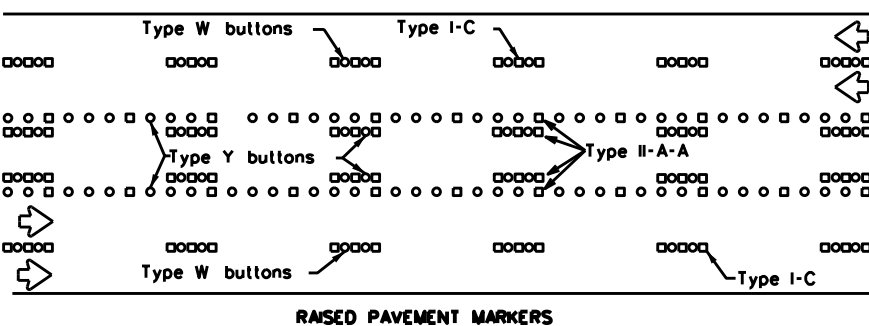 Type W buttons
Type I-C
Type Y buttons
Type II-A-A
Type W buttons
Type I-C
RAISED PAVEMENT MARKERS